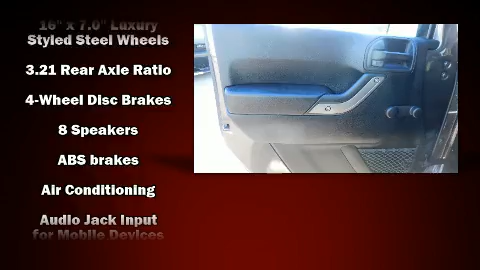 16" x 7.0" Luxury
Styled Steel Wheels
3.21 Rear Axle Ratio
4-Wheel Disc Brakes
8 Speakers
ABS brakes
Air Conditioning
Audio Jack Input
for Mobile Devices